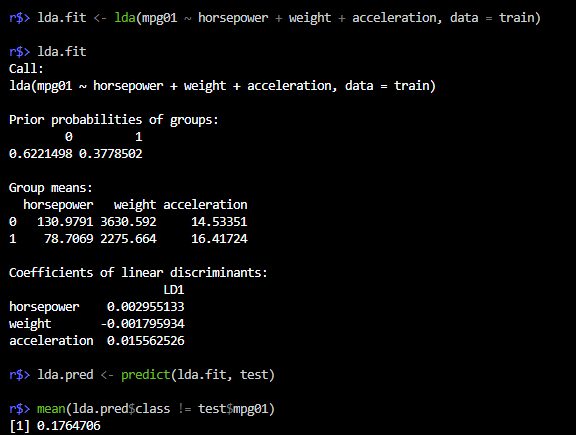 r$> lda.fit <- lda(mpg01 ~ horsepower + weight + acceleration, data = train)
r$> lda.fit
Call:
lda(mpg01 ~ horsepower + weight + acceleration, data = train)
Prior probabilities of groups:
0 1
0.6221498 0.3778502
Group means:
horsepower weight acceleration
0 130.9791 3630.592 14.53351
1 78.7069 2275.664 16.41724
Coefficients of linear discriminants:
LD1
horsepower 0.002955133
weight -0.001795934
acceleration 0.015562526
r$> lda.pred <- predict(lda.fit, test)
r$> mean(lda.pred$class != test$mpg01)
[1] 0.1764706